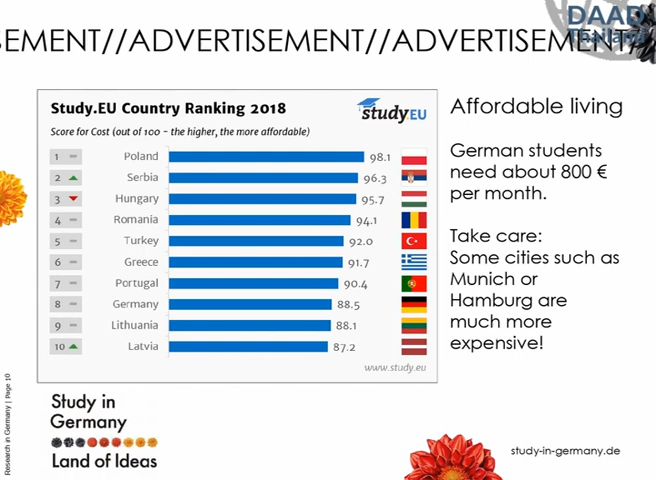 DAAD
Thailand
SEMENT//ADVERTISEMENT//ADVERTISEMENT//
Study.EU Country Ranking 2018
study.EU
Score for Cost (out of 100 – the higher, the more affordable)
1 Poland 98.1
2 Serbia 96.3
3 Hungary 95.7
4 Romania 94.1
5 Turkey 92.0
6 Greece 91.7
7 Portugal 90.4
8 Germany 88.5
9 Lithuania 88.1
10 Latvia 87.2
www.study.eu
Affordable living
German students
need about 800 €
per month.
Take care:
Some cities such as
Munich or
Hamburg are
much more
expensive!
Study in
Germany
Land of Ideas
study-in-germany.de
Research in Germany | Page 10